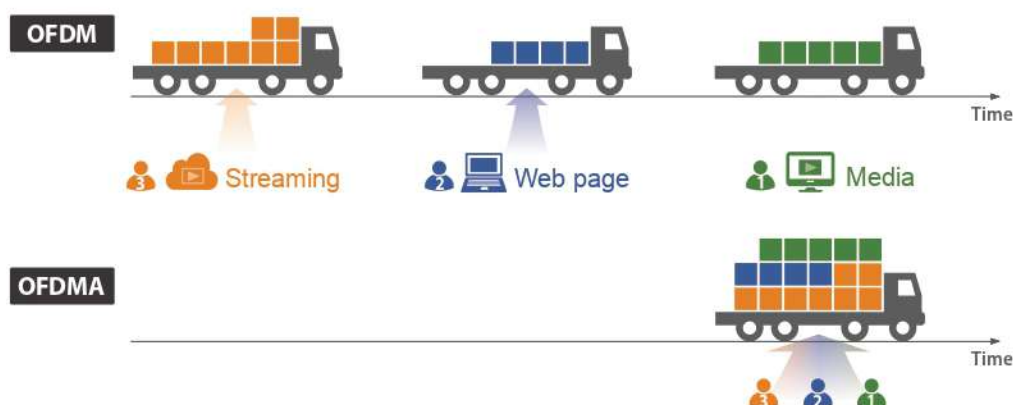 OFDM
Time
3 Streaming
2 Web page
1 Media
OFDMA
Time
3 2 1